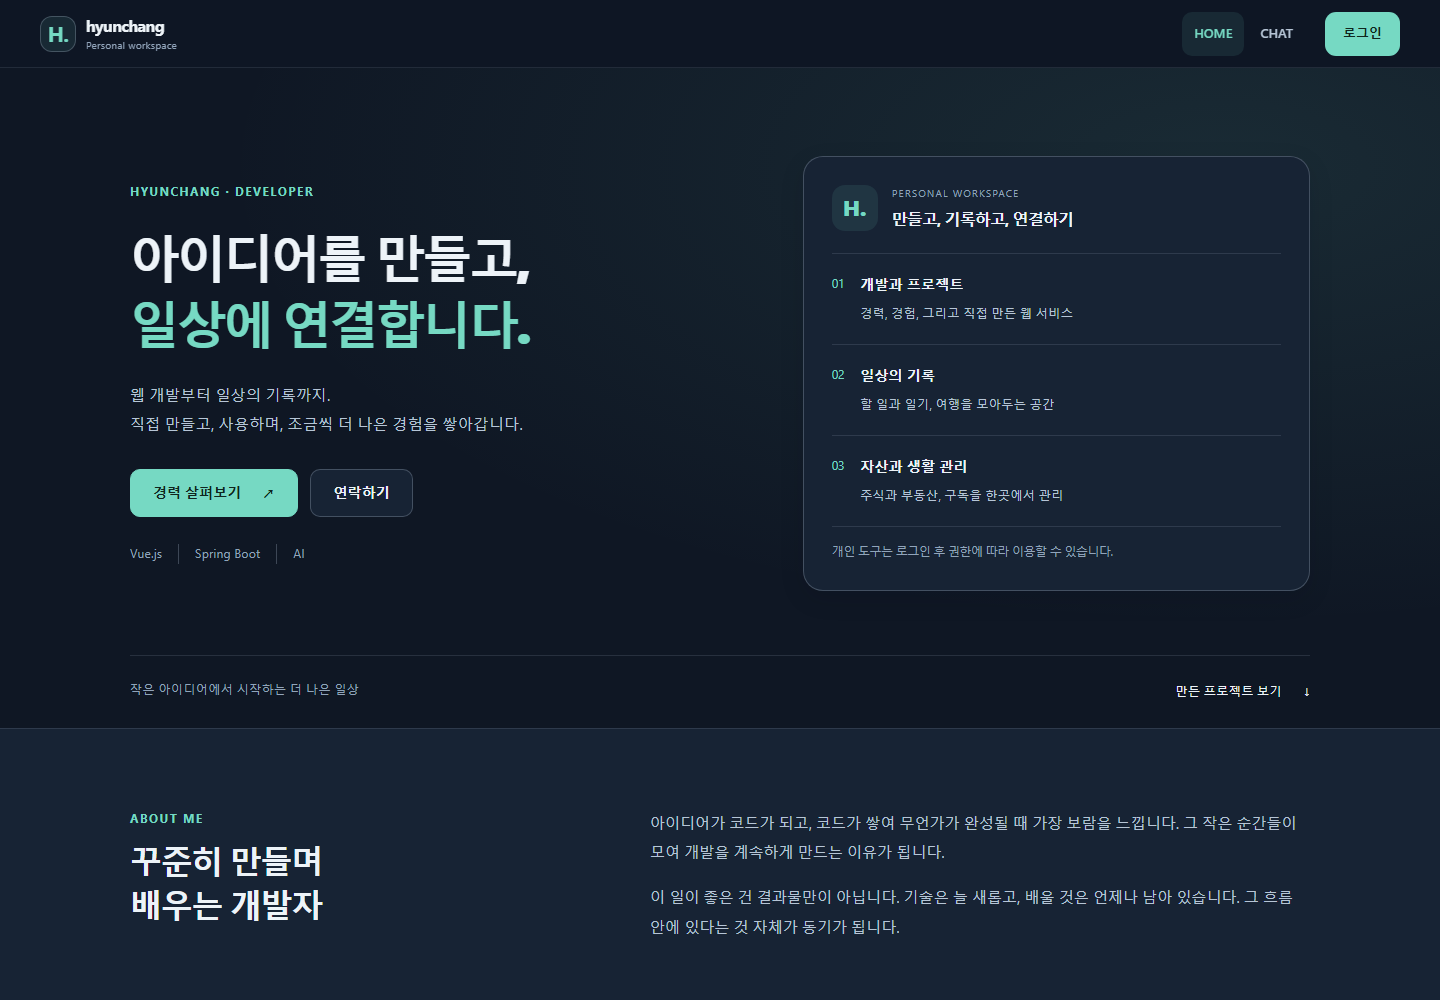 H.
hyunchang
Personal workspace
HOME
CHAT
로그인
HYUNCHANG · DEVELOPER
아이디어를 만들고,
일상에 연결합니다.
웹 개발부터 일상의 기록까지.
직접 만들고, 사용하며, 조금씩 더 나은 경험을 쌓아갑니다.
경력 살펴보기 ↗
연락하기
Vue.js
Spring Boot
AI
H.
PERSONAL WORKSPACE
만들고, 기록하고, 연결하기
01 개발과 프로젝트
경력, 경험, 그리고 직접 만든 웹 서비스
02 일상의 기록
할 일과 일기, 여행을 모아두는 공간
03 자산과 생활 관리
주식과 부동산, 구독을 한곳에서 관리
개인 도구는 로그인 후 권한에 따라 이용할 수 있습니다.
작은 아이디어에서 시작하는 더 나은 일상
만든 프로젝트 보기 ↓
ABOUT ME
꾸준히 만들며
배우는 개발자
아이디어가 코드가 되고, 코드가 쌓여 무언가가 완성될 때 가장 보람을 느낍니다. 그 작은 순간들이
모여 개발을 계속하게 만드는 이유가 됩니다.
이 일이 좋은 건 결과물만이 아닙니다. 기술은 늘 새롭고, 배울 것은 언제나 남아 있습니다. 그 흐름
안에 있다는 것 자체가 동기가 됩니다.